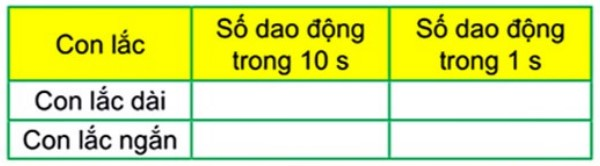 Con lắc
Số dao động
trong 10 s
Số dao động
trong 1 s
Con lắc dài
Con lắc ngắn